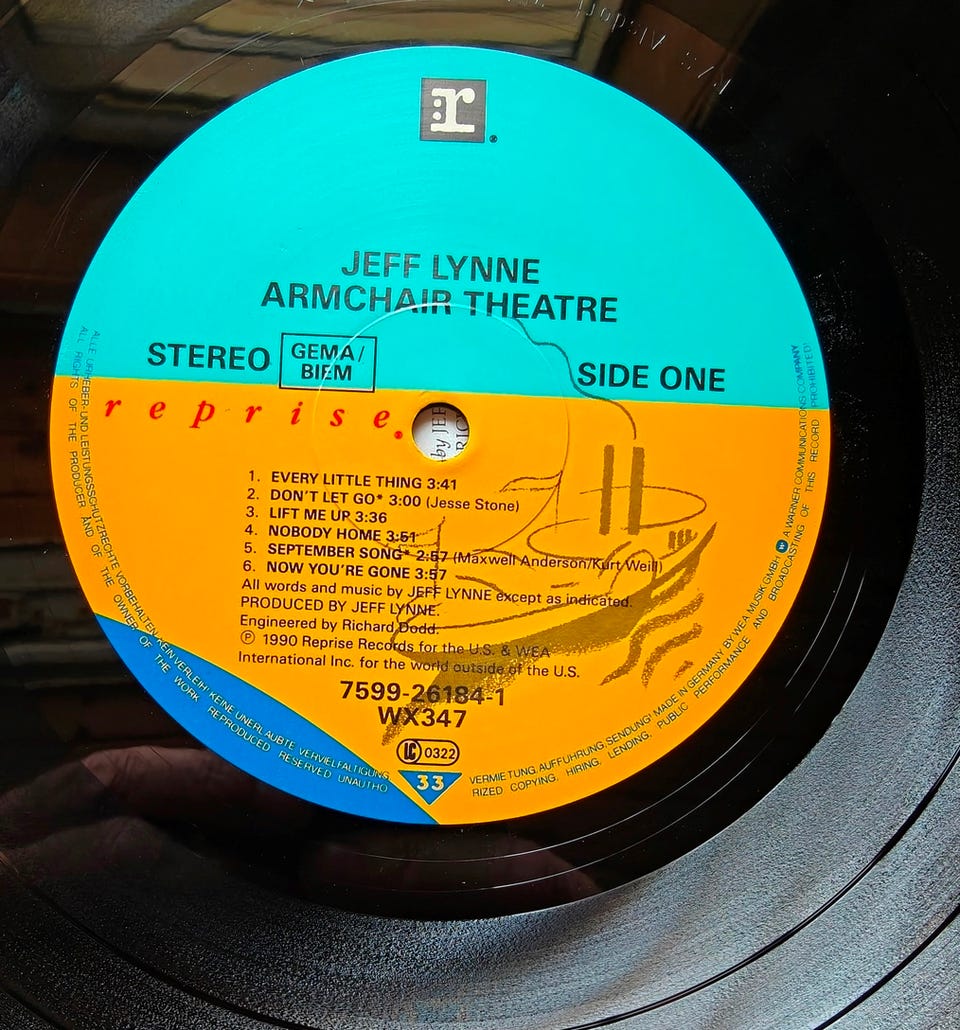 r
JEFF LYNNE
ARMCHAIR THEATRE
STEREO
GEMA/
BIEM
SIDE ONE
reprise
by JEF
RIC
1. EVERY LITTLE THING 3:41
2. DON'T LET GO* 3:00 (Jesse Stone)
3. LIFT ME UP 3:36
4. NOBODY HOME 3:51
5. SEPTEMBER SONG* 2:57 (Maxwell Anderson/Kurt Weill)
6. NOW YOU'RE GONE 3:57
All words and music by JEFF LYNNE except as indicated.
PRODUCED BY JEFF LYNNE.
Engineered by Richard Dodd.
Ⓟ 1990 Reprise Records for the U.S. & WEA
International Inc. for the world outside of the U.S.
7599-26184-1
WX347
LC 0322
33
ALLE URHEBER- UND LEISTUNGSSCHUTZRECHTE VORBEHALTEN KEIN VERLEIH! KEINE UNERLAUBTE VERVIELFÄLTIGUNG
VERMIETUNG, AUFFÜHRUNG, SENDUNG! MADE IN GERMANY BY WEA MUSIK GMBH W A WARNER COMMUNICATIONS COMPANY
ALL RIGHTS OF THE PRODUCER AND OF THE OWNER OF THE WORK REPRODUCED RESERVED UNAUTHO
RIZED COPYING, HIRING, LENDING, PUBLIC PERFORMANCE AND BROADCASTING OF THIS RECORD PROHIBITED!
Alsdorf